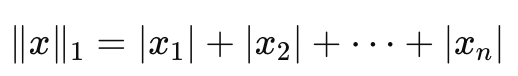 ‖x‖₁ = |x₁| + |x₂| + ··· + |xₙ|